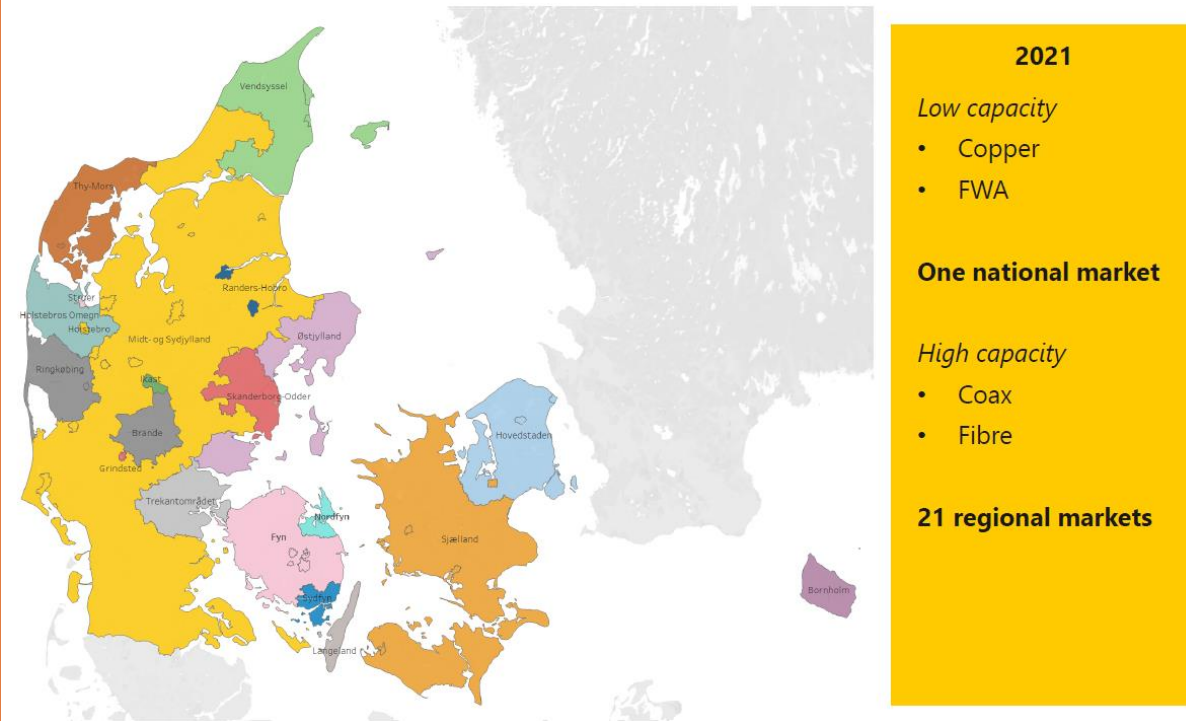 Vendsyssel
Thy-Mors
Randers-Hobro
Struer
Holstebros Omegn
Holstebro
Midt- og Sydjylland
Østjylland
Ringkøbing
Ikast
Skanderborg-Odder
Brande
Grindsted
Trekantområdet
Hovedstaden
Nordfyn
Fyn
Sjælland
Sydfyn
Langeland
Bornholm
2021
Low capacity
• Copper
• FWA
One national market
High capacity
• Coax
• Fibre
21 regional markets